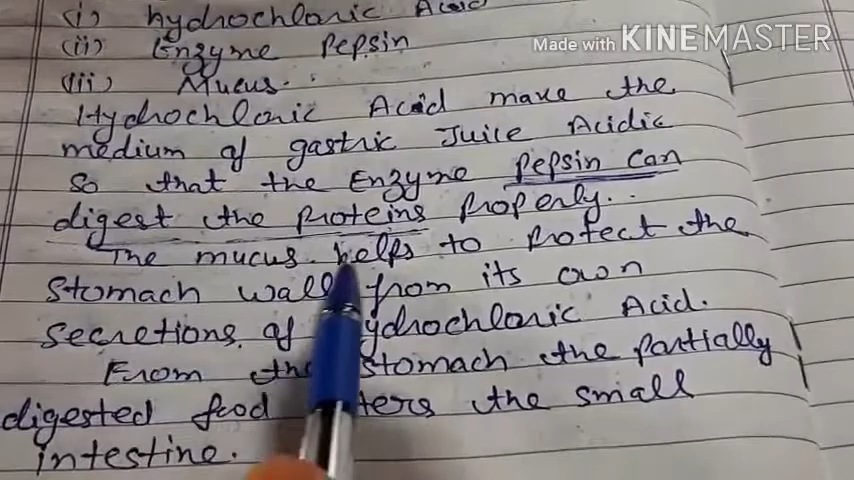 (i) hydrochloric Acid
(ii) Enzyme Pepsin
Made with KINEMASTER
(iii) Mucus.
Hydrochloric Acid make the
medium of gastric Juice Acidic
so that the Enzyme pepsin can
digest the proteins properly..
The mucus helps to protect the
stomach wall from its own
secretions of hydrochloric Acid.
From the stomach the partially
digested food the small
intestine.